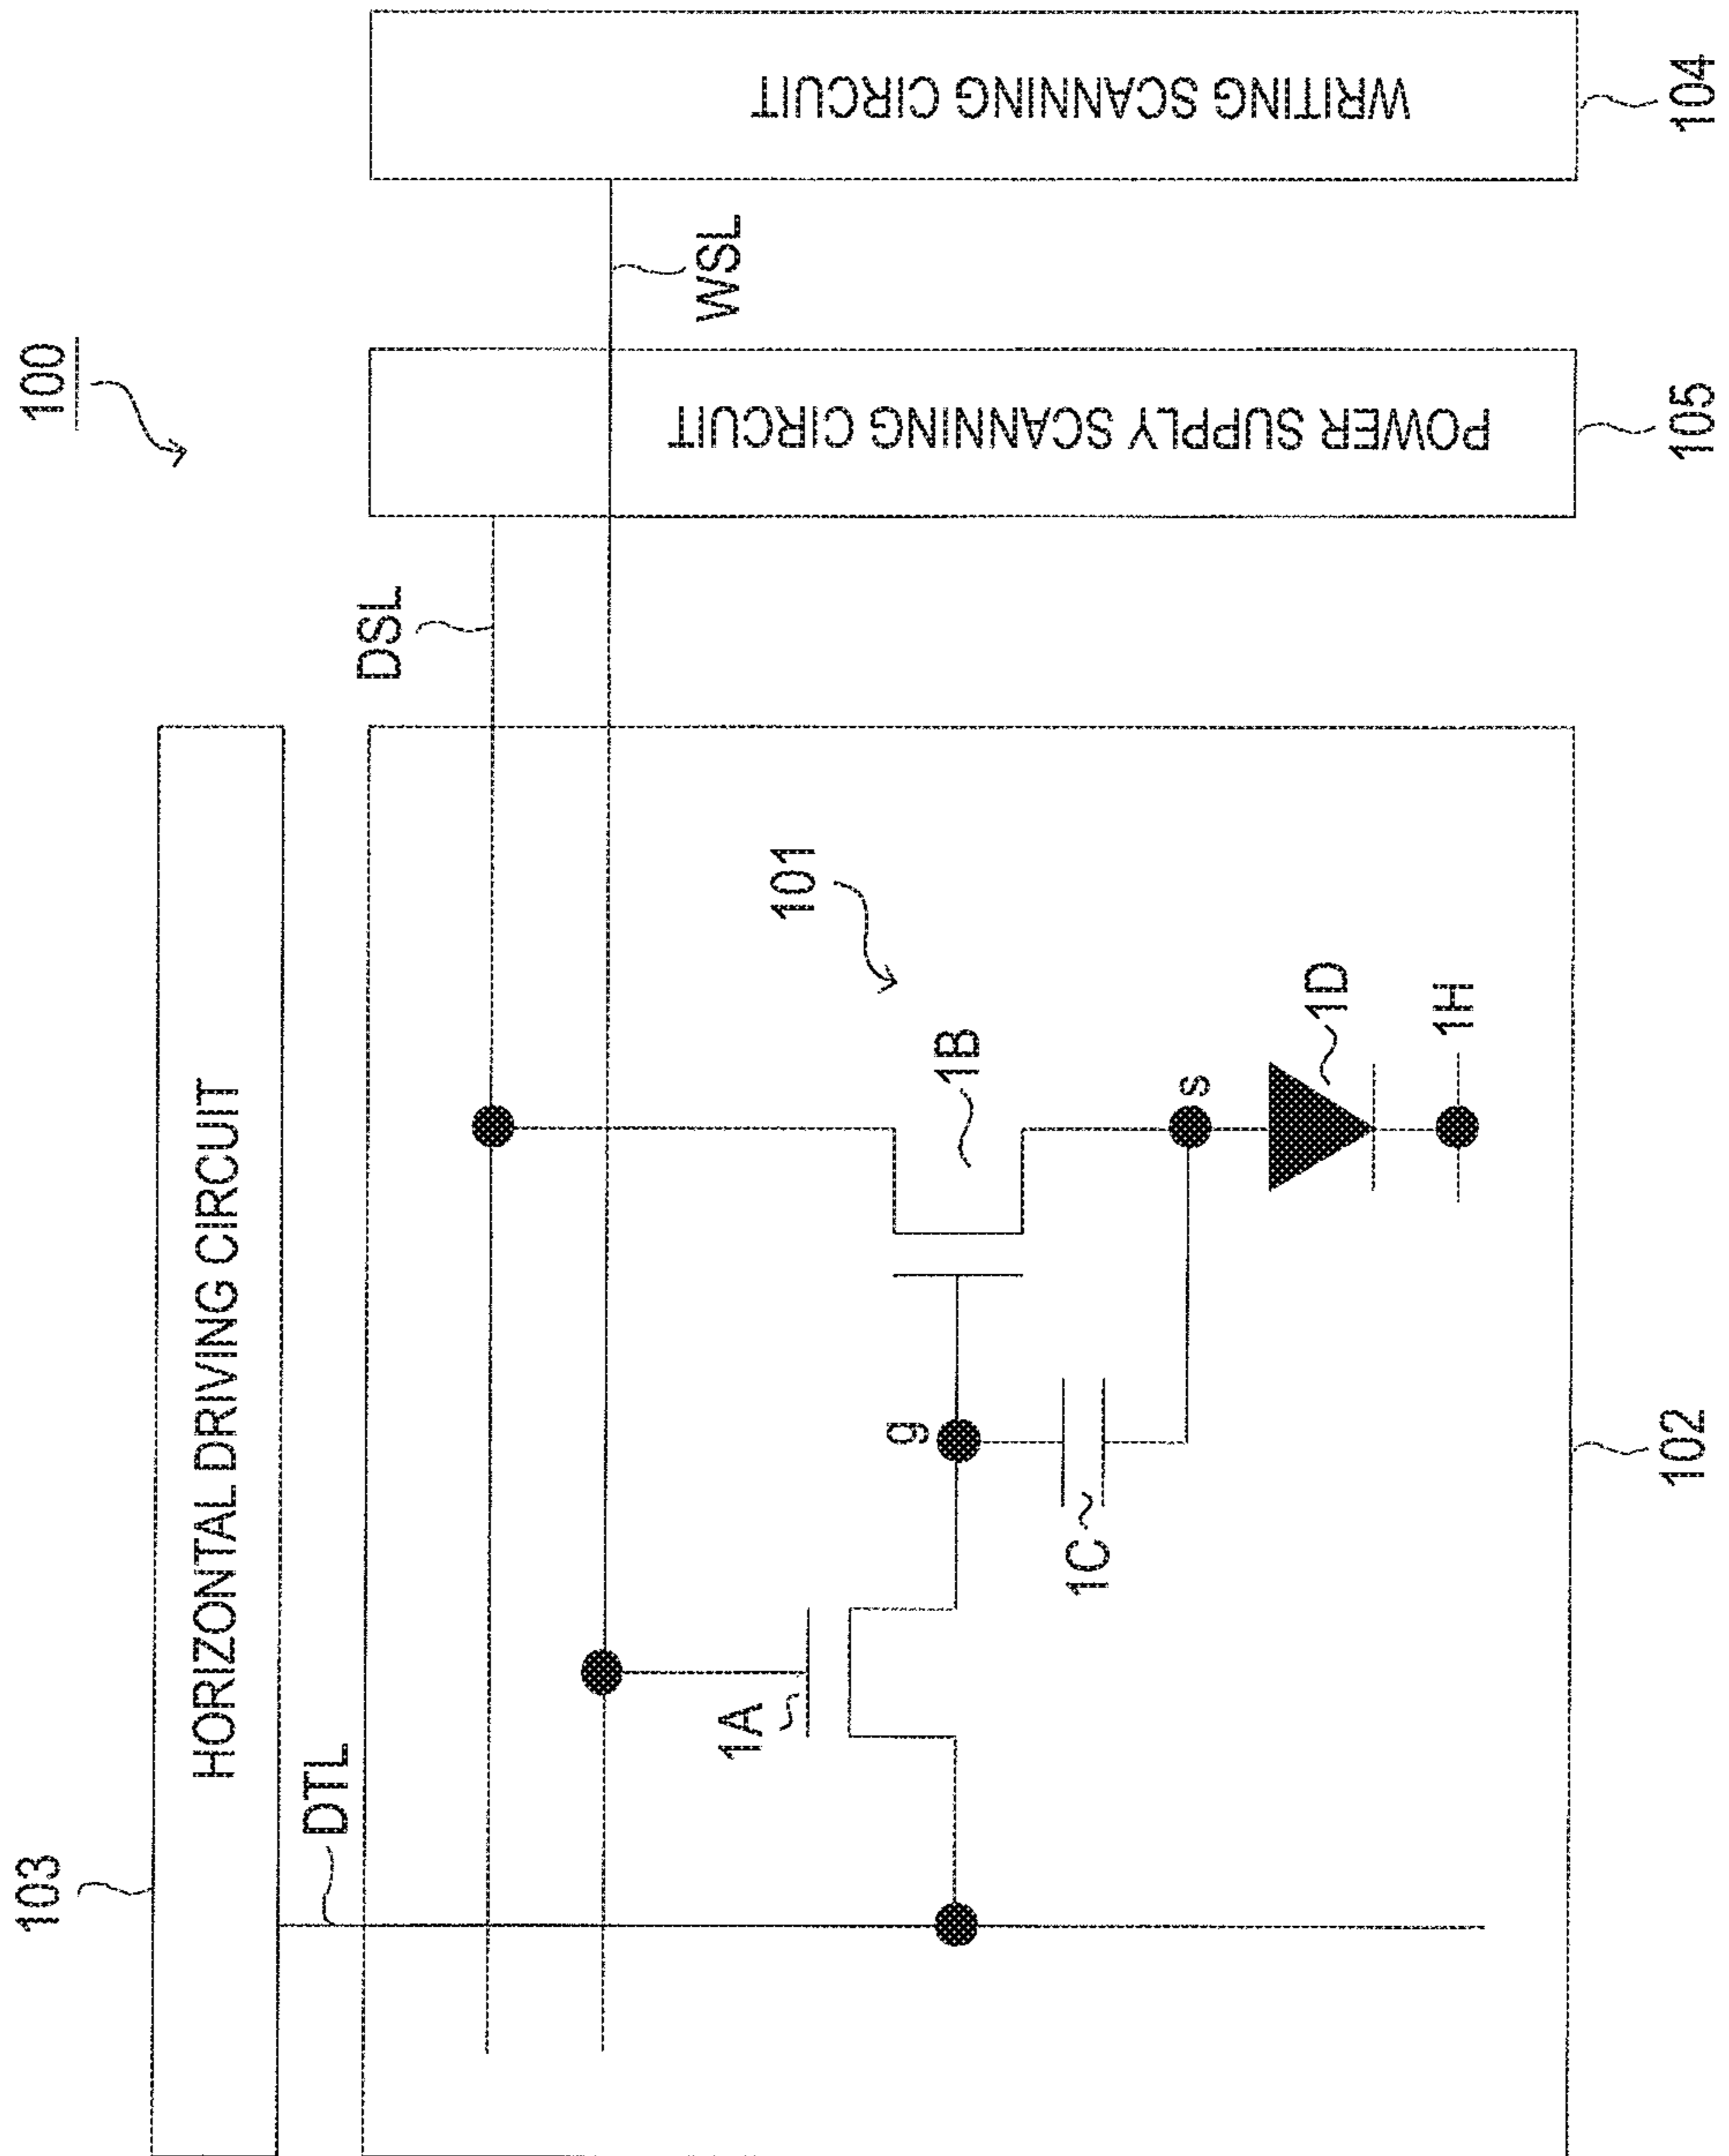 100
103
HORIZONTAL DRIVING CIRCUIT
DTL
DSL
WSL
POWER SUPPLY SCANNING CIRCUIT
105
WRITING SCANNING CIRCUIT
104
101
1A
1B
g
1C
s
1D
1H
102